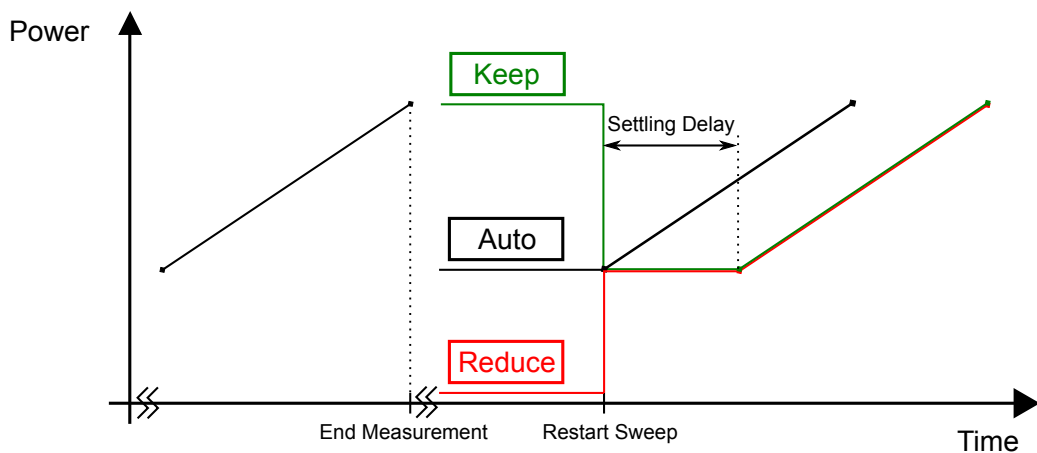 Power
Keep
Settling Delay
Auto
Reduce
End Measurement
Restart Sweep
Time